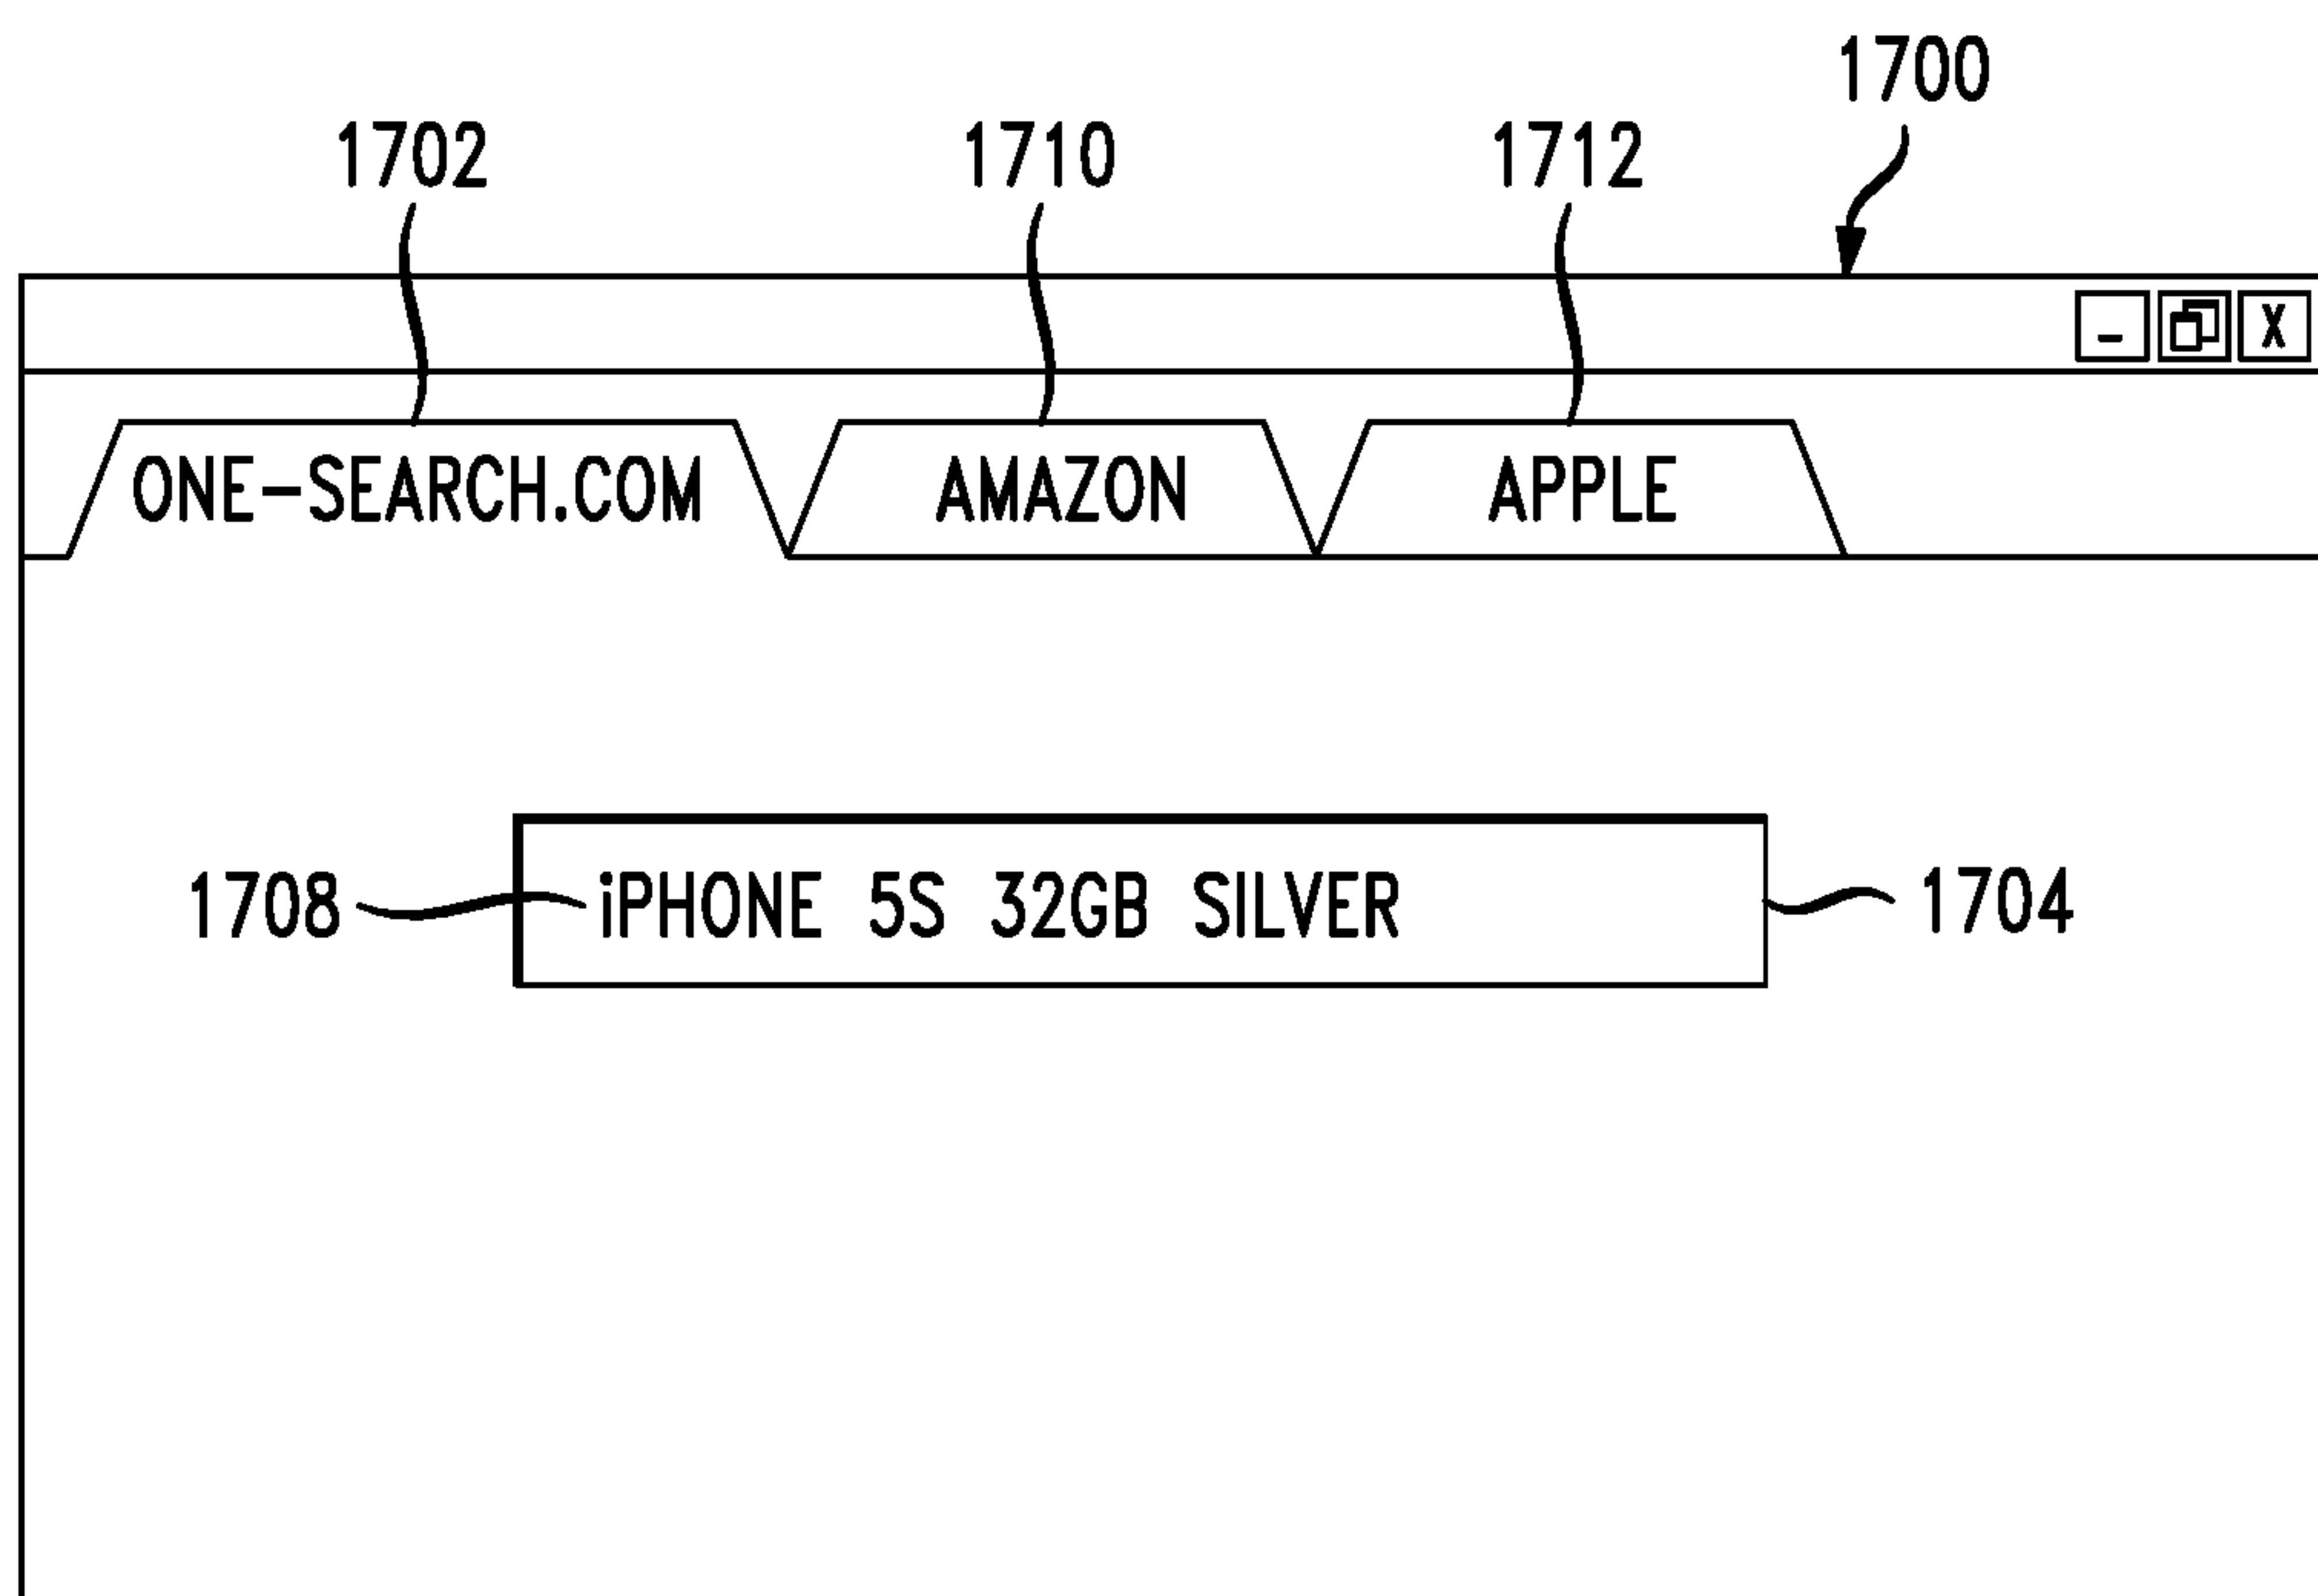 1700
1702 1710 1712
X
ONE-SEARCH.COM AMAZON APPLE
1708 iPHONE 5S 32GB SILVER 1704